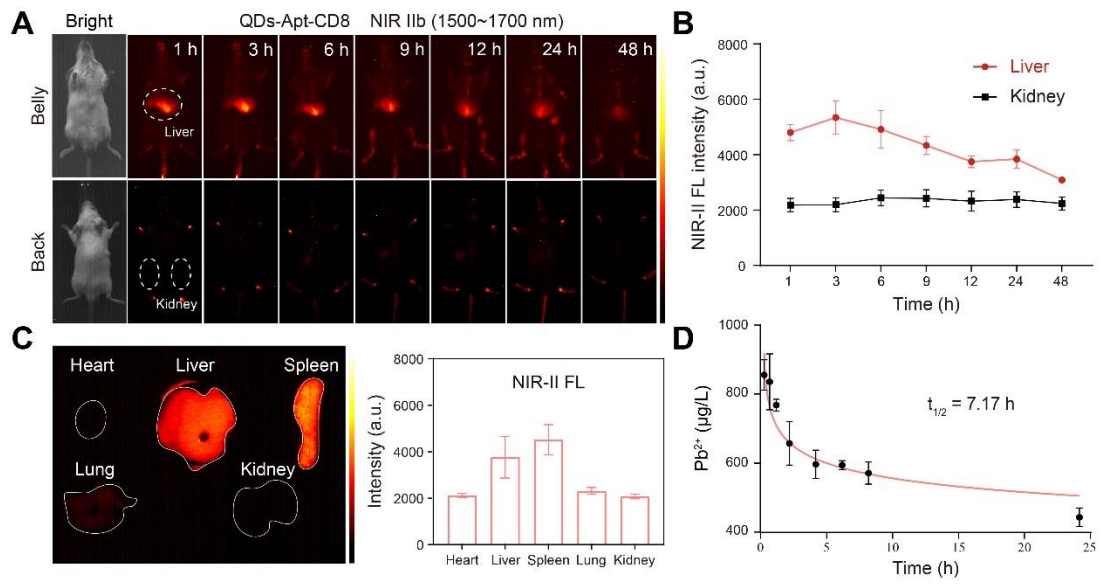 A
Bright
QDs-Apt-CD8 NIR IIb (1500~1700 nm)
1 h
3 h
6 h
9 h
12 h
24 h
48 h
Belly
Liver
Back
Kidney
B
NIR-II FL intensity (a.u.)
8000
6000
4000
2000
0
Liver
Kidney
1
3
6
9
12
24
48
Time (h)
C
Heart
Liver
Spleen
Lung
Kidney
Intensity (a.u.)
8000
6000
4000
2000
0
NIR-II FL
Heart
Liver
Spleen
Lung
Kidney
D
Pb²⁺ (µg/L)
1000
800
600
400
t₁/₂ = 7.17 h
0
5
10
15
20
25
Time (h)